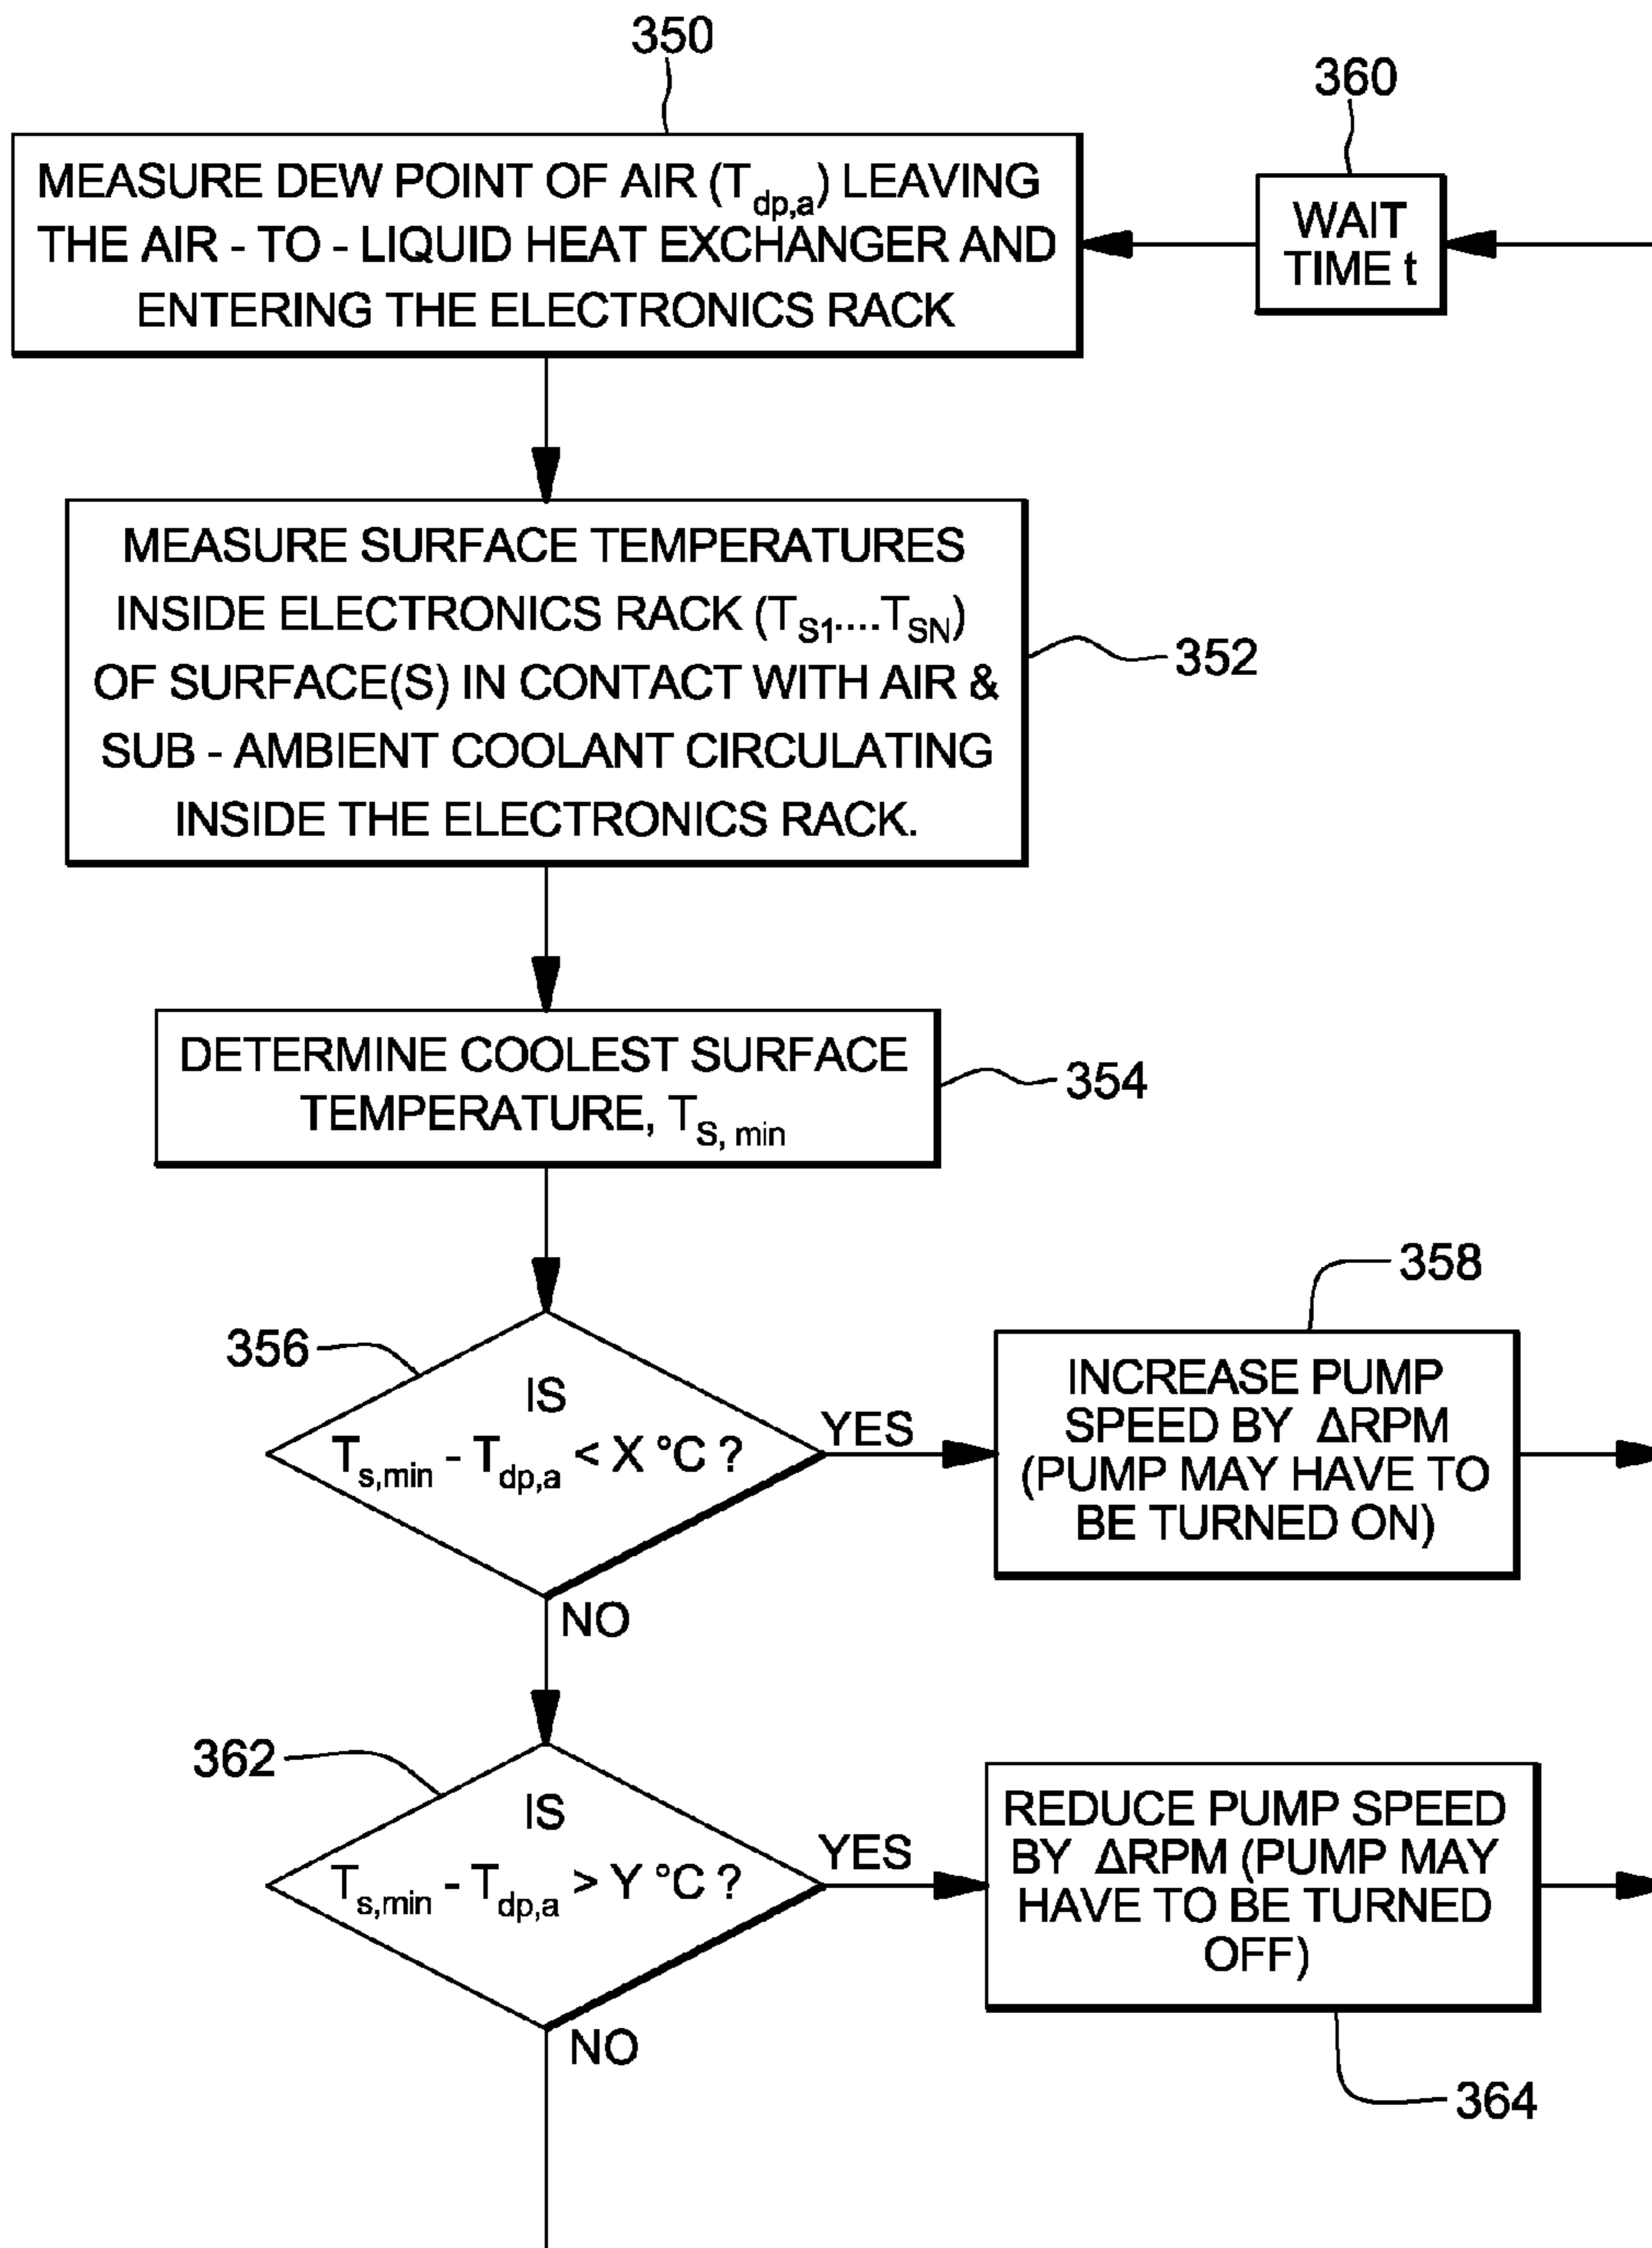 350
MEASURE DEW POINT OF AIR (Tdp,a) LEAVING
THE AIR - TO - LIQUID HEAT EXCHANGER AND
ENTERING THE ELECTRONICS RACK
360
WAIT
TIME t
MEASURE SURFACE TEMPERATURES
INSIDE ELECTRONICS RACK (TS1....TSN)
OF SURFACE(S) IN CONTACT WITH AIR &
SUB - AMBIENT COOLANT CIRCULATING
INSIDE THE ELECTRONICS RACK.
352
DETERMINE COOLEST SURFACE
TEMPERATURE, TS, min
354
356
IS
Ts,min - Tdp,a < X °C ?
YES
NO
358
INCREASE PUMP
SPEED BY ΔRPM
(PUMP MAY HAVE TO
BE TURNED ON)
362
IS
Ts,min - Tdp,a > Y °C ?
YES
NO
REDUCE PUMP SPEED
BY ΔRPM (PUMP MAY
HAVE TO BE TURNED
OFF)
364